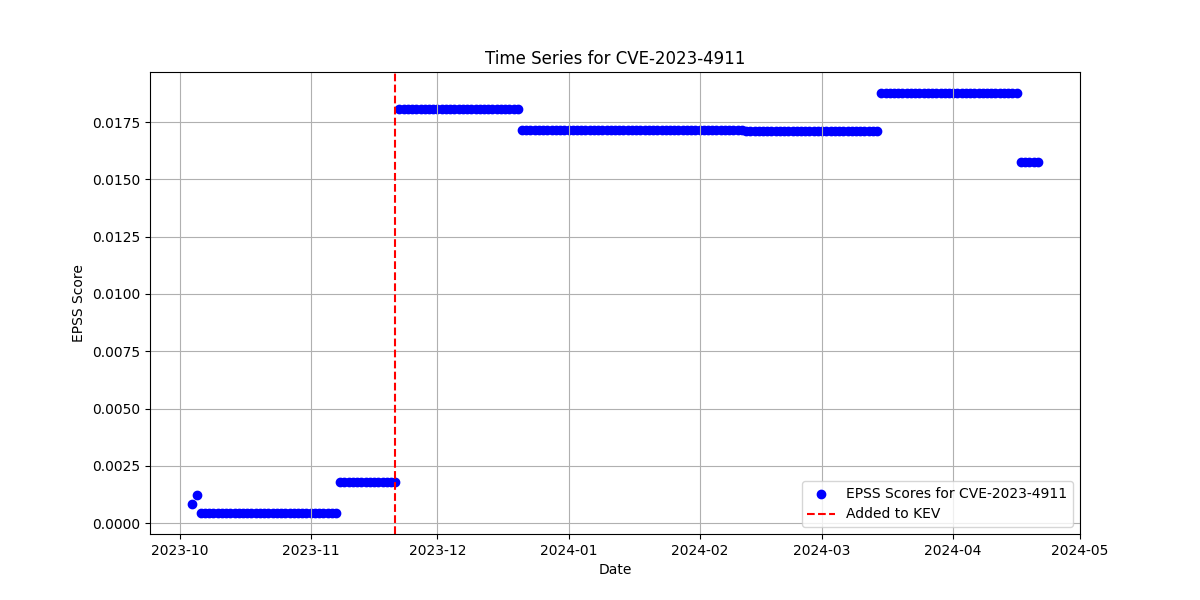 Time Series for CVE-2023-4911
EPSS Score
0.0175
0.0150
0.0125
0.0100
0.0075
0.0050
0.0025
0.0000
EPSS Scores for CVE-2023-4911
Added to KEV
2023-10 2023-11 2023-12 2024-01 2024-02 2024-03 2024-04 2024-05
Date